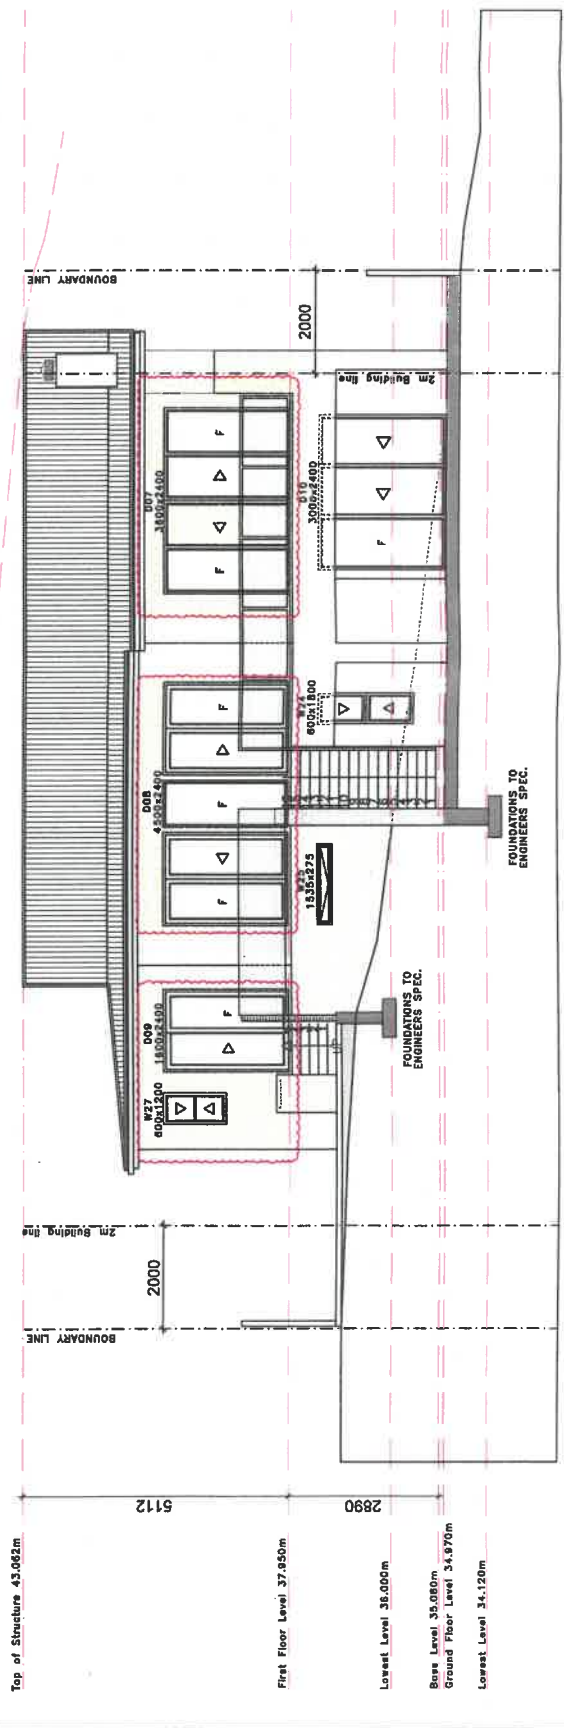 Top of Structure 43.062m
First Floor Level 37.950m
Lowest Level 36.000m
Base Level 35.060m
Ground Floor Level 34.970m
Lowest Level 34.120m
5112
2890
BOUNDARY LINE
2000
2m Building line
W27
600x1200
D09
1800x2400
FOUNDATIONS TO
ENGINEERS SPEC.
D08
4500x2400
F
F
F
F
W25
1535x275
FOUNDATIONS TO
ENGINEERS SPEC.
W24
600x1800
D07
3600x2400
F
F
D10
3000x2400
F
2m Building line
2000
BOUNDARY LINE